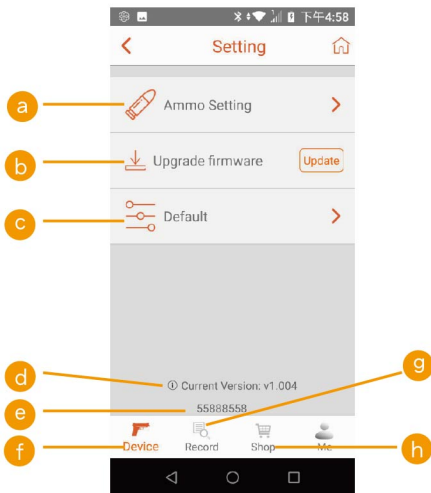 下午4:58
Setting
a
Ammo Setting
b
Upgrade firmware Update
c
Default
g
d
Current Version: v1.004
e
55888558
f
Device Record Shop Me
h